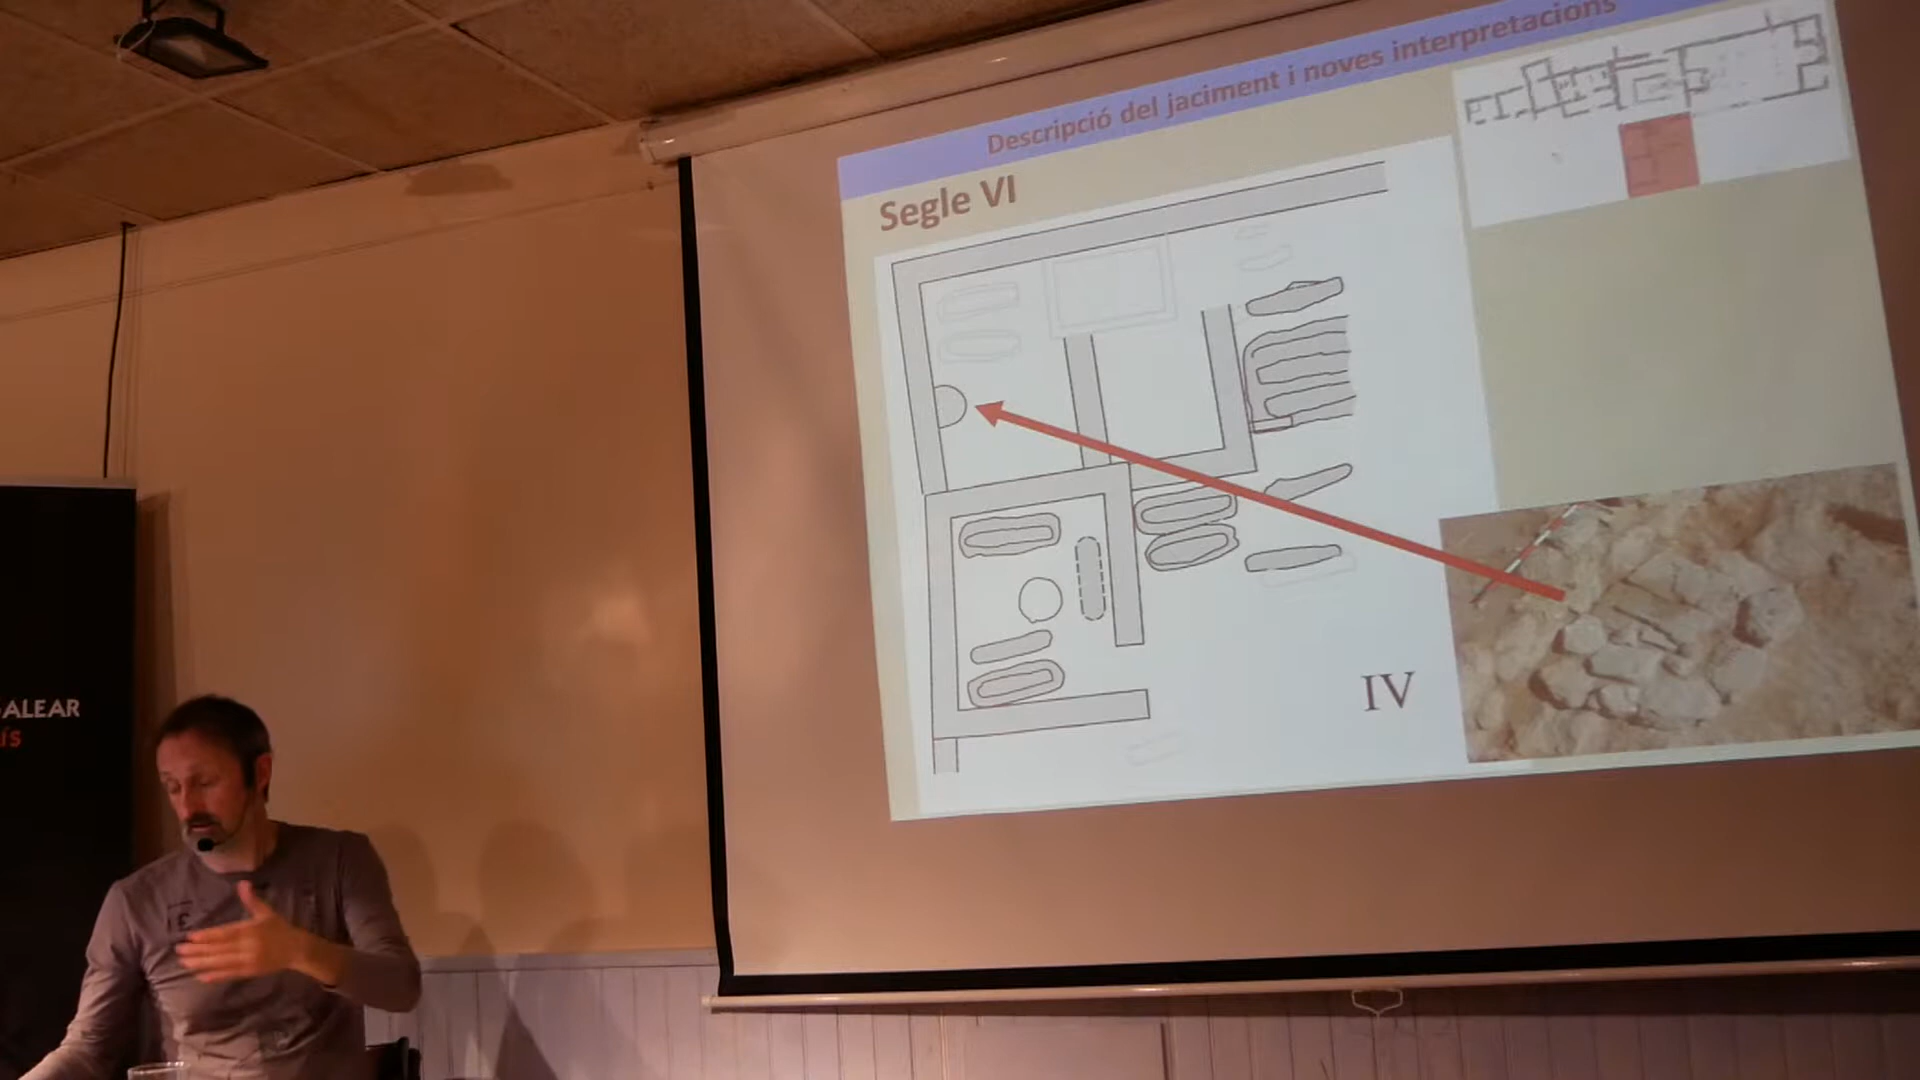 Descripció del jaciment i noves interpretacions
Segle VI
IV
ALEAR
ís